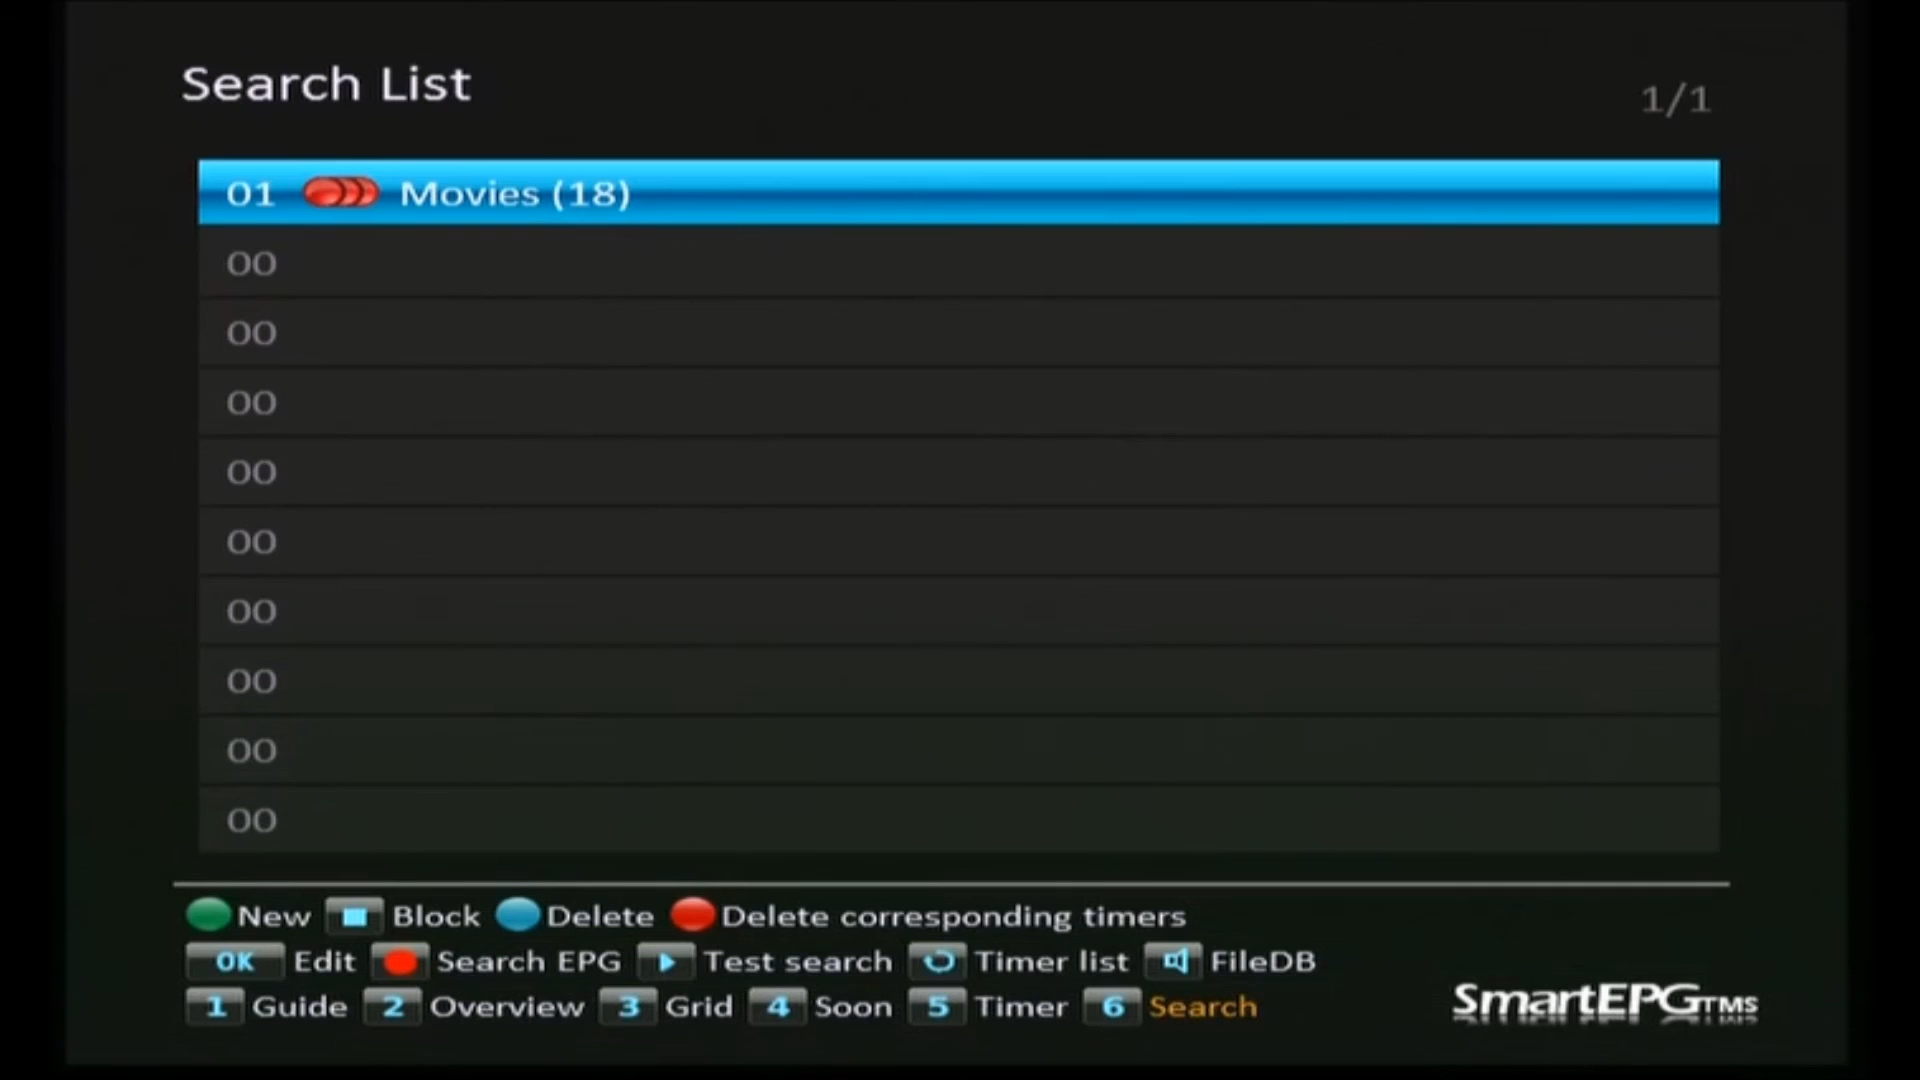 Search List
1/1
01 Movies (18)
00
00
00
00
00
00
00
00
00
New Block Delete Delete corresponding timers
OK Edit Search EPG Test search Timer list FileDB
1 Guide 2 Overview 3 Grid 4 Soon 5 Timer 6 Search
SmartEPG TMS